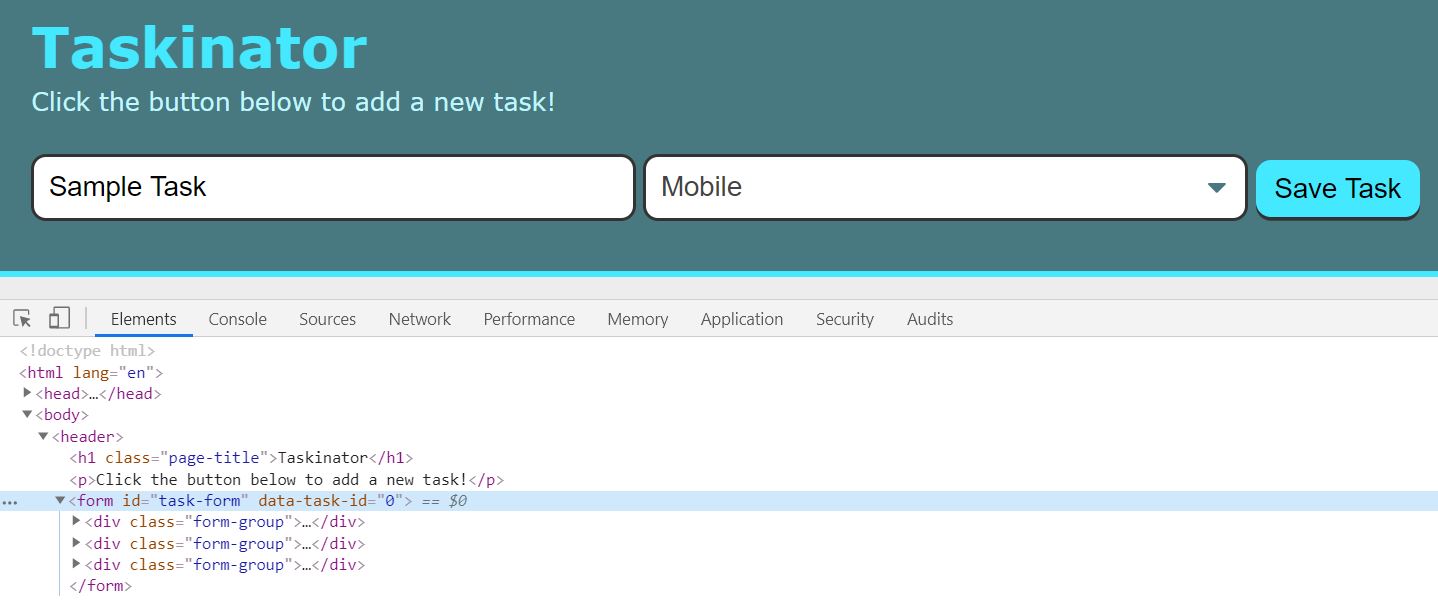 Taskinator
Click the button below to add a new task!
Sample Task Mobile Save Task
Elements Console Sources Network Performance Memory Application Security Audits
<!doctype html>
<html lang="en">
<head>…</head>
<body>
<header>
<h1 class="page-title">Taskinator</h1>
<p>Click the button below to add a new task!</p>
… <form id="task-form" data-task-id="0"> == $0
<div class="form-group">…</div>
<div class="form-group">…</div>
<div class="form-group">…</div>
</form>